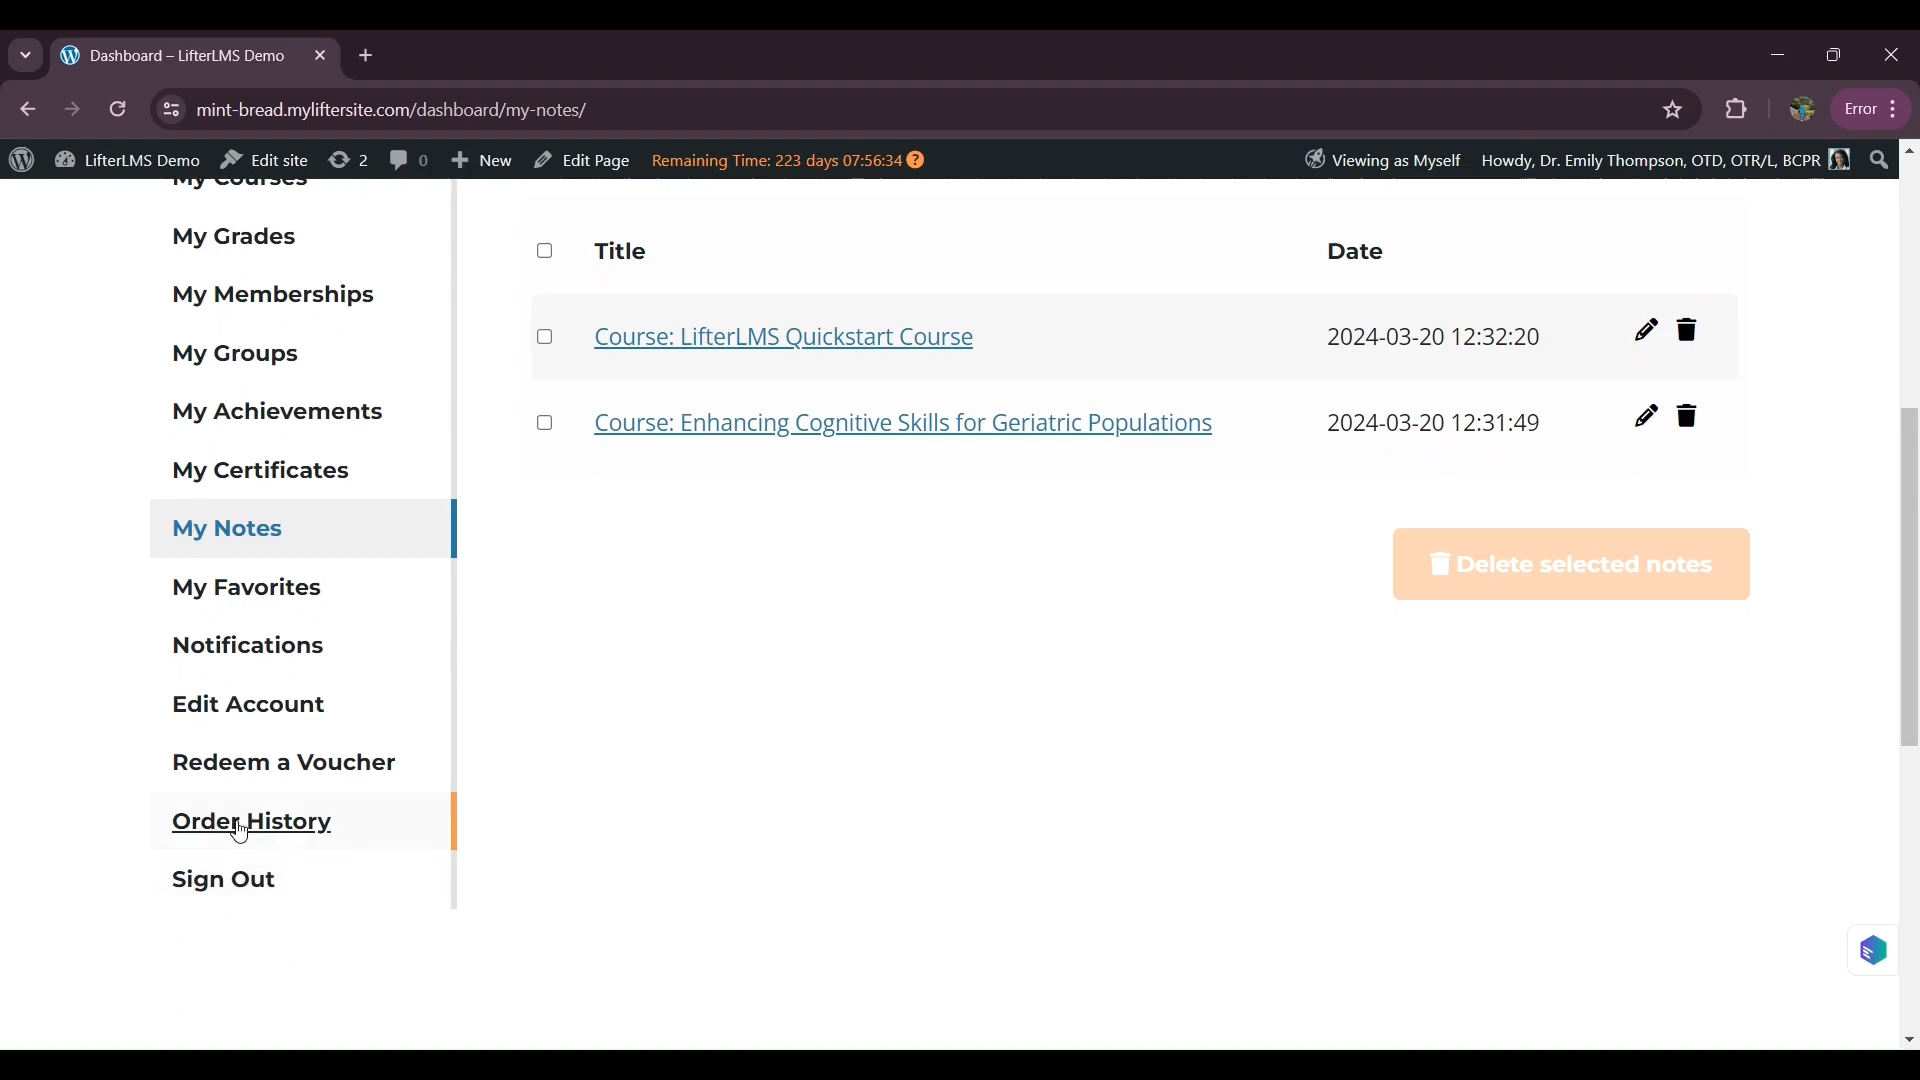 Dashboard – LifterLMS Demo
mint-bread.myliftersite.com/dashboard/my-notes/
Error
LifterLMS Demo Edit site 2 0 New Edit Page Remaining Time: 223 days 07:56:34 ? Viewing as Myself Howdy, Dr. Emily Thompson, OTD, OTR/L, BCPR
My Courses
My Grades
My Memberships
My Groups
My Achievements
My Certificates
My Notes
My Favorites
Notifications
Edit Account
Redeem a Voucher
Order History
Sign Out
Title Date
Course: LifterLMS Quickstart Course 2024-03-20 12:32:20
Course: Enhancing Cognitive Skills for Geriatric Populations 2024-03-20 12:31:49
Delete selected notes